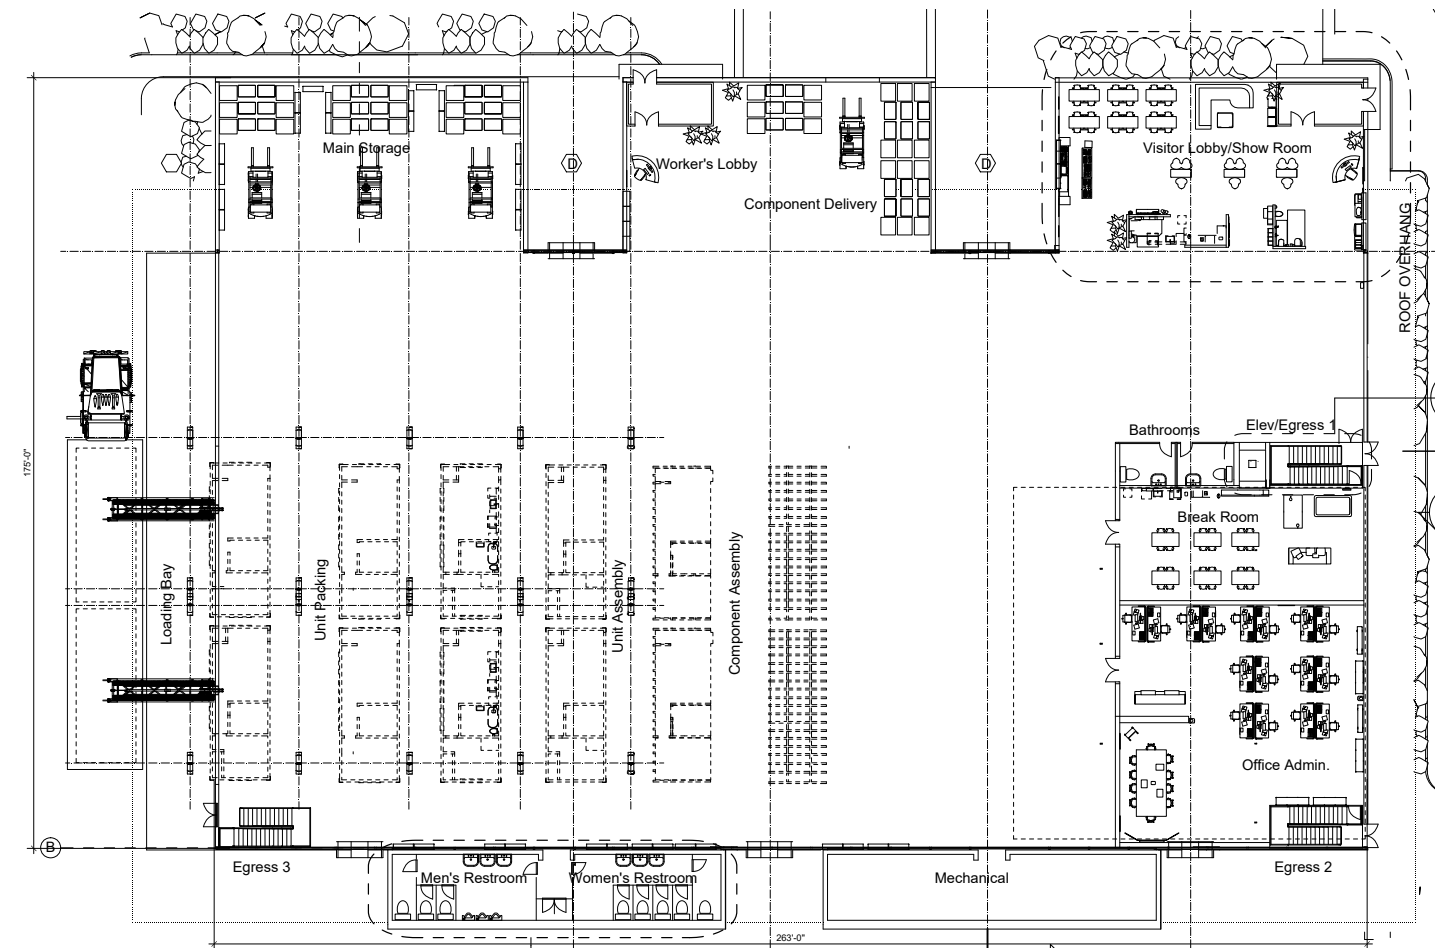 Main Storage
D
Worker's Lobby
Component Delivery
D
Visitor Lobby/Show Room
ROOF OVERHANG
175'-0"
Bathrooms
Elev/Egress 1
Break Room
Loading Bay
Unit Packing
Unit Assembly
Component Assembly
Office Admin.
B
Egress 3
Men's Restroom
Women's Restroom
Mechanical
Egress 2
263'-0"